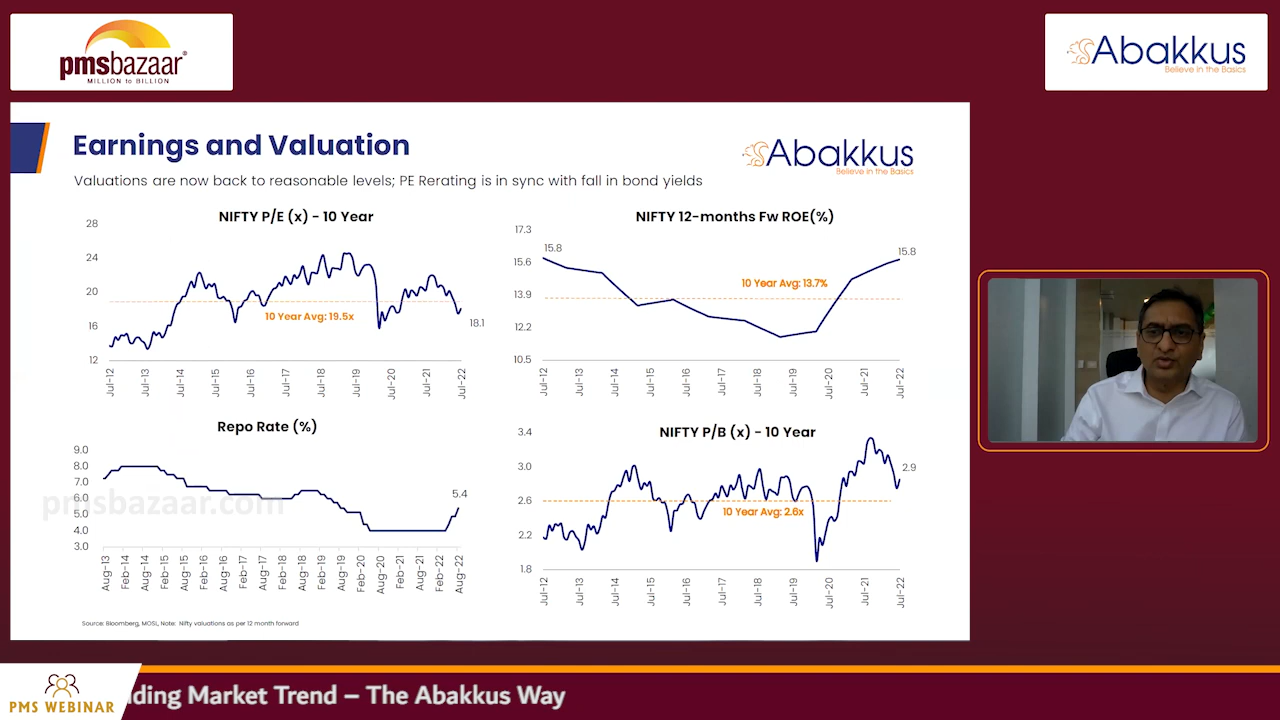 pmsbazaar®
MILLION to BILLION
Abakkus
Believe in the Basics
Earnings and Valuation
Abakkus
Believe in the Basics
Valuations are now back to reasonable levels; PE Rerating is in sync with fall in bond yields
NIFTY P/E (x) - 10 Year
28
24
20
16
12
10 Year Avg: 19.5x
18.1
Jul-12 Jul-13 Jul-14 Jul-15 Jul-16 Jul-17 Jul-18 Jul-19 Jul-20 Jul-21 Jul-22
NIFTY 12-months Fw ROE(%)
17.3
15.6
13.9
12.2
10.5
15.8
15.8
10 Year Avg: 13.7%
Jul-12 Jul-13 Jul-14 Jul-15 Jul-16 Jul-17 Jul-18 Jul-19 Jul-20 Jul-21 Jul-22
Repo Rate (%)
9.0
8.0
7.0
6.0
5.0
4.0
3.0
5.4
pmsbazaar.com
Aug-13 Feb-14 Aug-14 Feb-15 Aug-15 Feb-16 Aug-16 Feb-17 Aug-17 Feb-18 Aug-18 Feb-19 Aug-19 Feb-20 Aug-20 Feb-21 Aug-21 Feb-22 Aug-22
NIFTY P/B (x) - 10 Year
3.4
3.0
2.6
2.2
1.8
2.9
10 Year Avg: 2.6x
Jul-12 Jul-13 Jul-14 Jul-15 Jul-16 Jul-17 Jul-18 Jul-19 Jul-20 Jul-21 Jul-22
Source: Bloomberg, MOSL, Note: Nifty valuations as per 12 month forward
PMS WEBINAR
ding Market Trend – The Abakkus Way